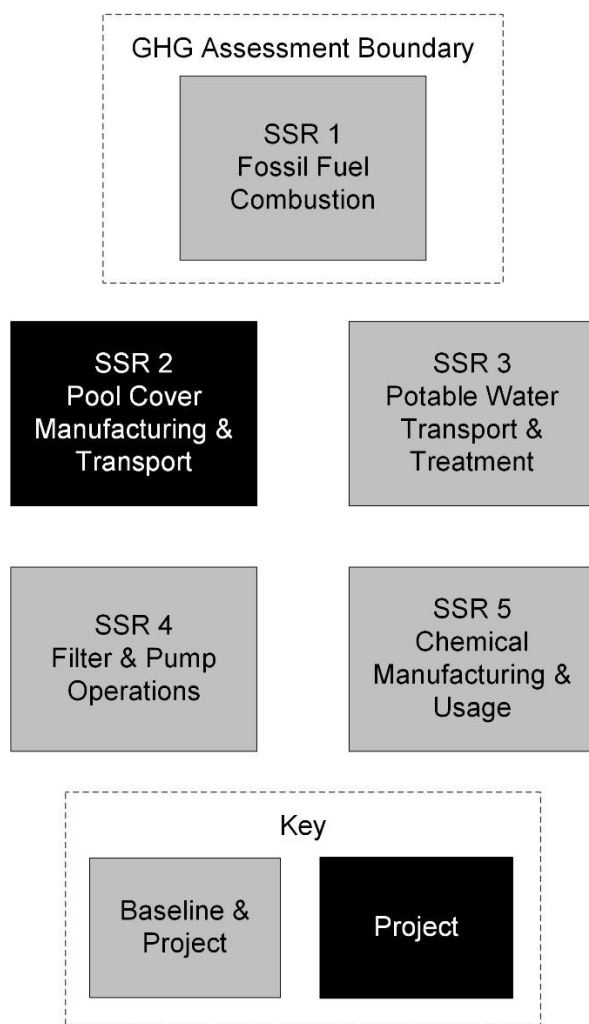 GHG Assessment Boundary
SSR 1
Fossil Fuel
Combustion
SSR 2
Pool Cover
Manufacturing &
Transport
SSR 3
Potable Water
Transport &
Treatment
SSR 4
Filter & Pump
Operations
SSR 5
Chemical
Manufacturing &
Usage
Key
Baseline &
Project
Project